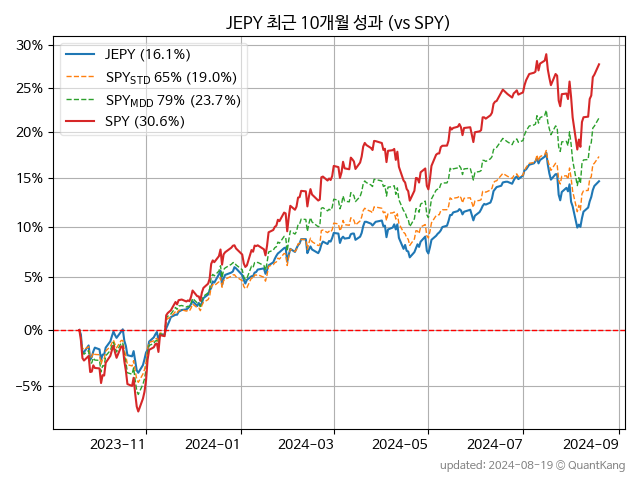 JEPY 최근 10개월 성과 (vs SPY)
JEPY (16.1%)
SPY_STD 65% (19.0%)
SPY_MDD 79% (23.7%)
SPY (30.6%)
30%
25%
20%
15%
10%
5%
0%
−5%
2023−11
2024−01
2024−03
2024−05
2024−07
2024−09
updated: 2024-08-19 © QuantKang